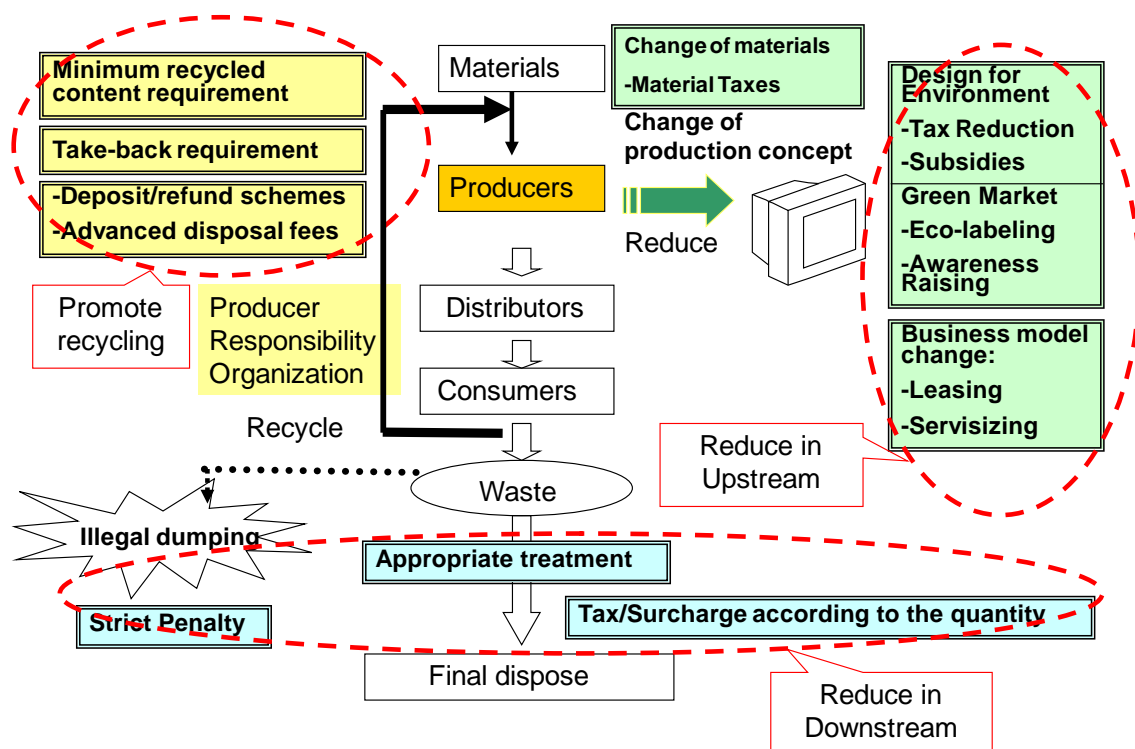 Minimum recycled
content requirement
Take-back requirement
-Deposit/refund schemes
-Advanced disposal fees
Promote
recycling
Producer
Responsibility
Organization
Recycle
Materials
Producers
Distributors
Consumers
Waste
Change of materials
-Material Taxes
Change of
production concept
Reduce
Design for
Environment
-Tax Reduction
-Subsidies
Green Market
-Eco-labeling
-Awareness
Raising
Business model
change:
-Leasing
-Servisizing
Reduce in
Upstream
Illegal dumping
Appropriate treatment
Strict Penalty
Tax/Surcharge according to the quantity
Final dispose
Reduce in
Downstream